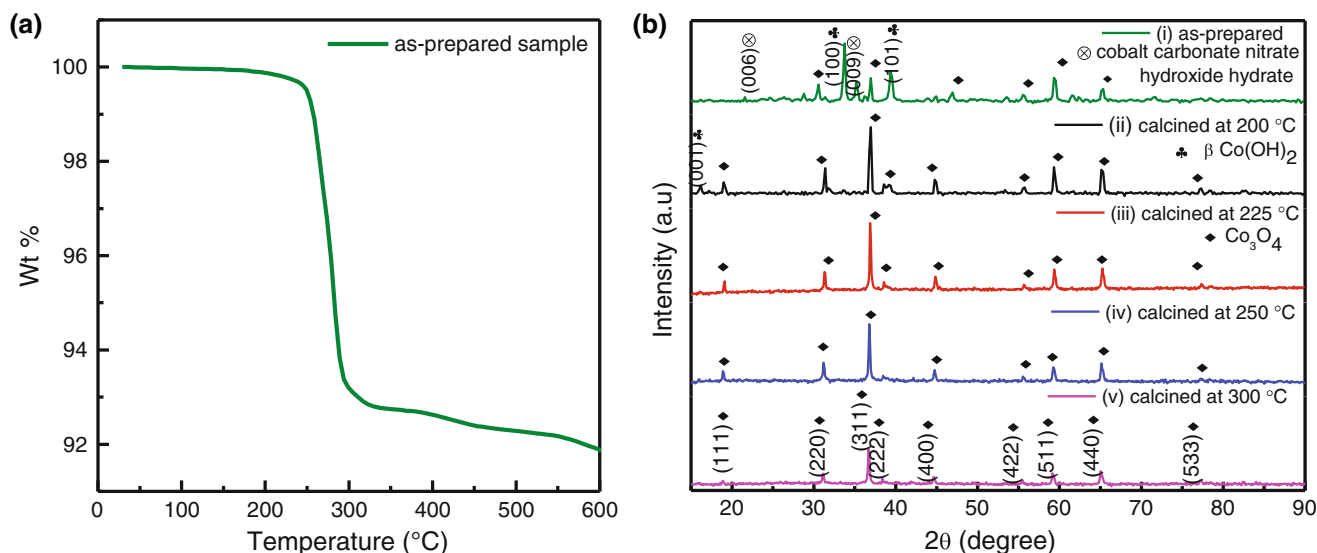 (a)
as-prepared sample
100
98
96
94
92
Wt %
0 100 200 300 400 500 600
Temperature (°C)
(b)
(i) as-prepared
⊗ cobalt carbonate nitrate
hydroxide hydrate
(006)⊗
(100)♣
(009)⊗
(101)♣
(ii) calcined at 200 °C
♣ β Co(OH)2
(001)♣
(iii) calcined at 225 °C
◆ Co3O4
(iv) calcined at 250 °C
(v) calcined at 300 °C
(111)
(220)
(311)
(222)
(400)
(422)
(511)
(440)
(533)
Intensity (a.u)
20 30 40 50 60 70 80 90
2θ (degree)